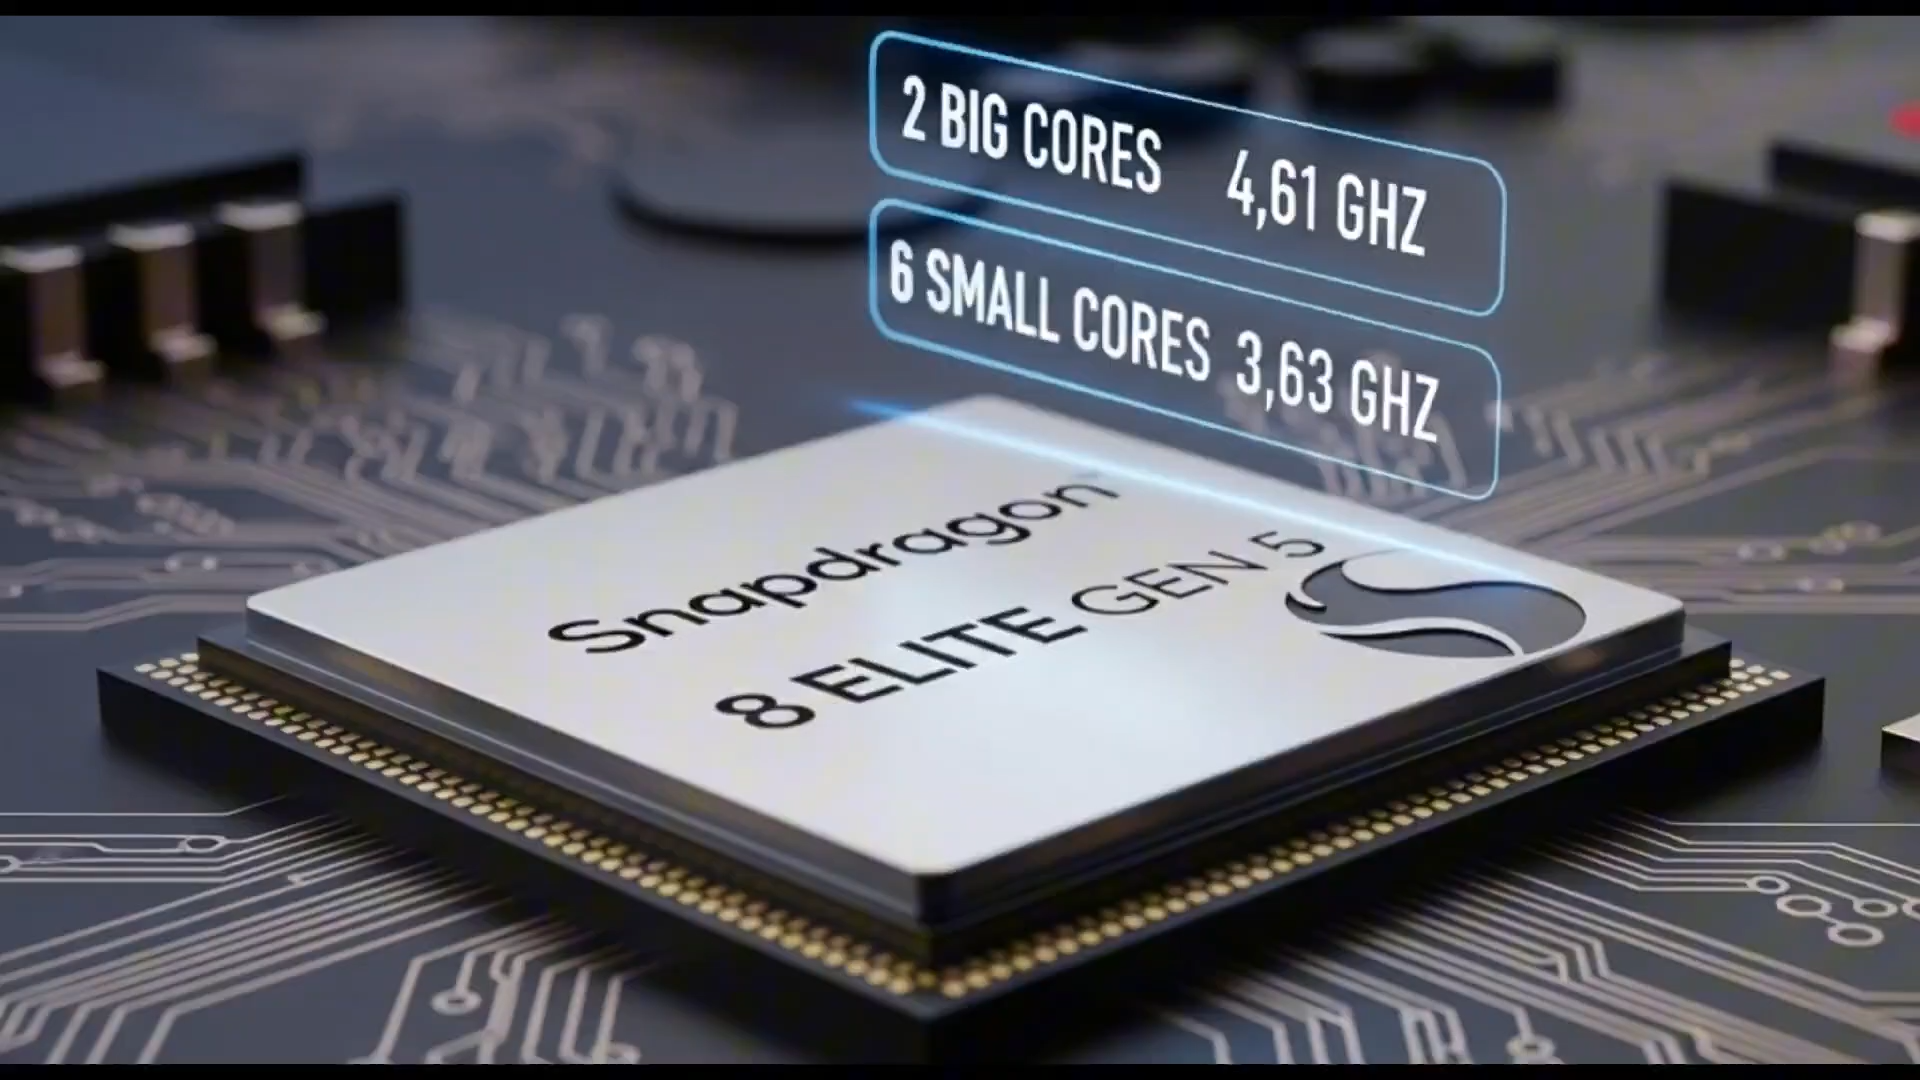 2 BIG CORES 4,61 GHZ
6 SMALL CORES 3,63 GHZ
Snapdragon
8 ELITE GEN 5